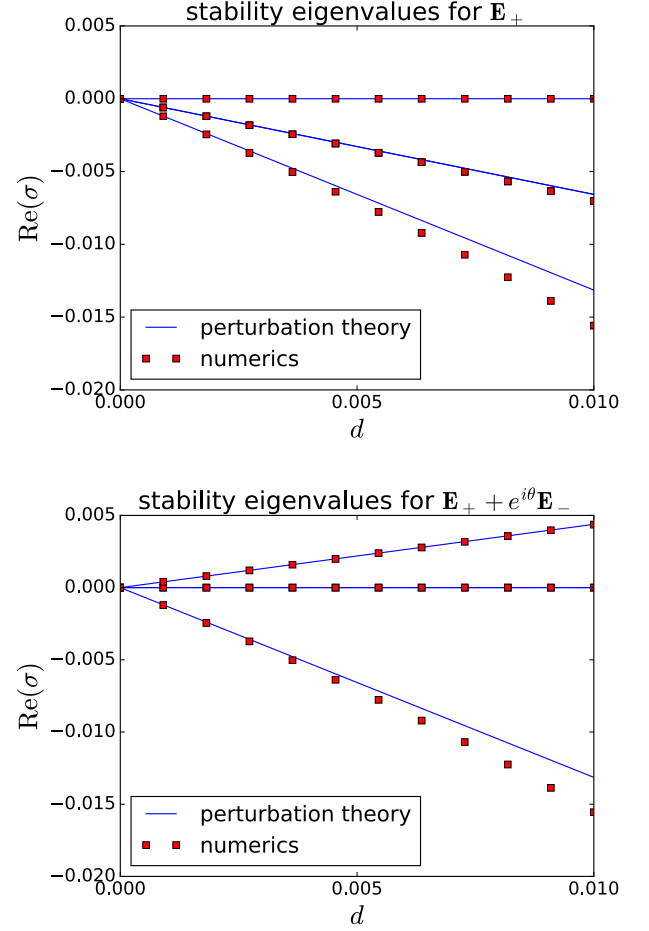 stability eigenvalues for E₊
0.005
0.000
−0.005
−0.010
−0.015
−0.020
Re(σ)
perturbation theory
numerics
0.000
0.005
0.010
d
stability eigenvalues for E₊ + e^{iθ}E₋
0.005
0.000
−0.005
−0.010
−0.015
−0.020
Re(σ)
perturbation theory
numerics
0.000
0.005
0.010
d